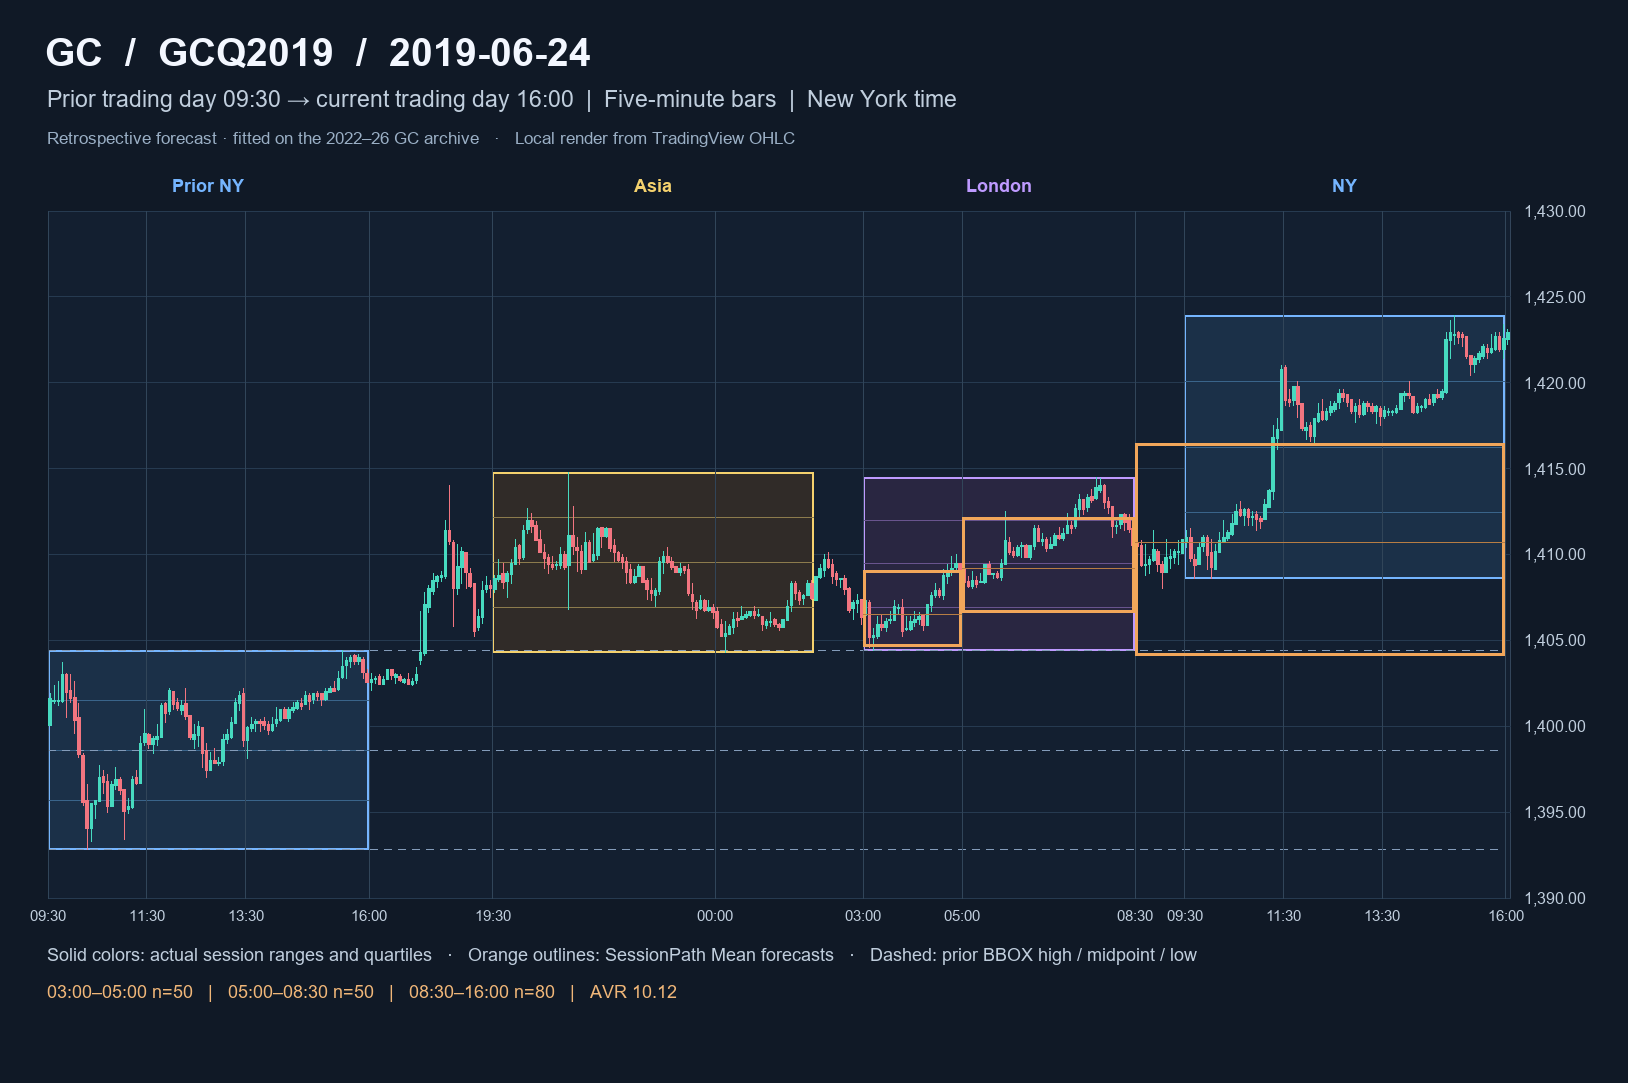 GC / GCQ2019 / 2019-06-24
Prior trading day 09:30 → current trading day 16:00 | Five-minute bars | New York time
Retrospective forecast · fitted on the 2022–26 GC archive · Local render from TradingView OHLC
Prior NY Asia London NY
1,430.00
1,425.00
1,420.00
1,415.00
1,410.00
1,405.00
1,400.00
1,395.00
1,390.00
09:30 11:30 13:30 16:00 19:30 00:00 03:00 05:00 08:30 09:30 11:30 13:30 16:00
Solid colors: actual session ranges and quartiles · Orange outlines: SessionPath Mean forecasts · Dashed: prior BBOX high / midpoint / low
03:00–05:00 n=50 | 05:00–08:30 n=50 | 08:30–16:00 n=80 | AVR 10.12